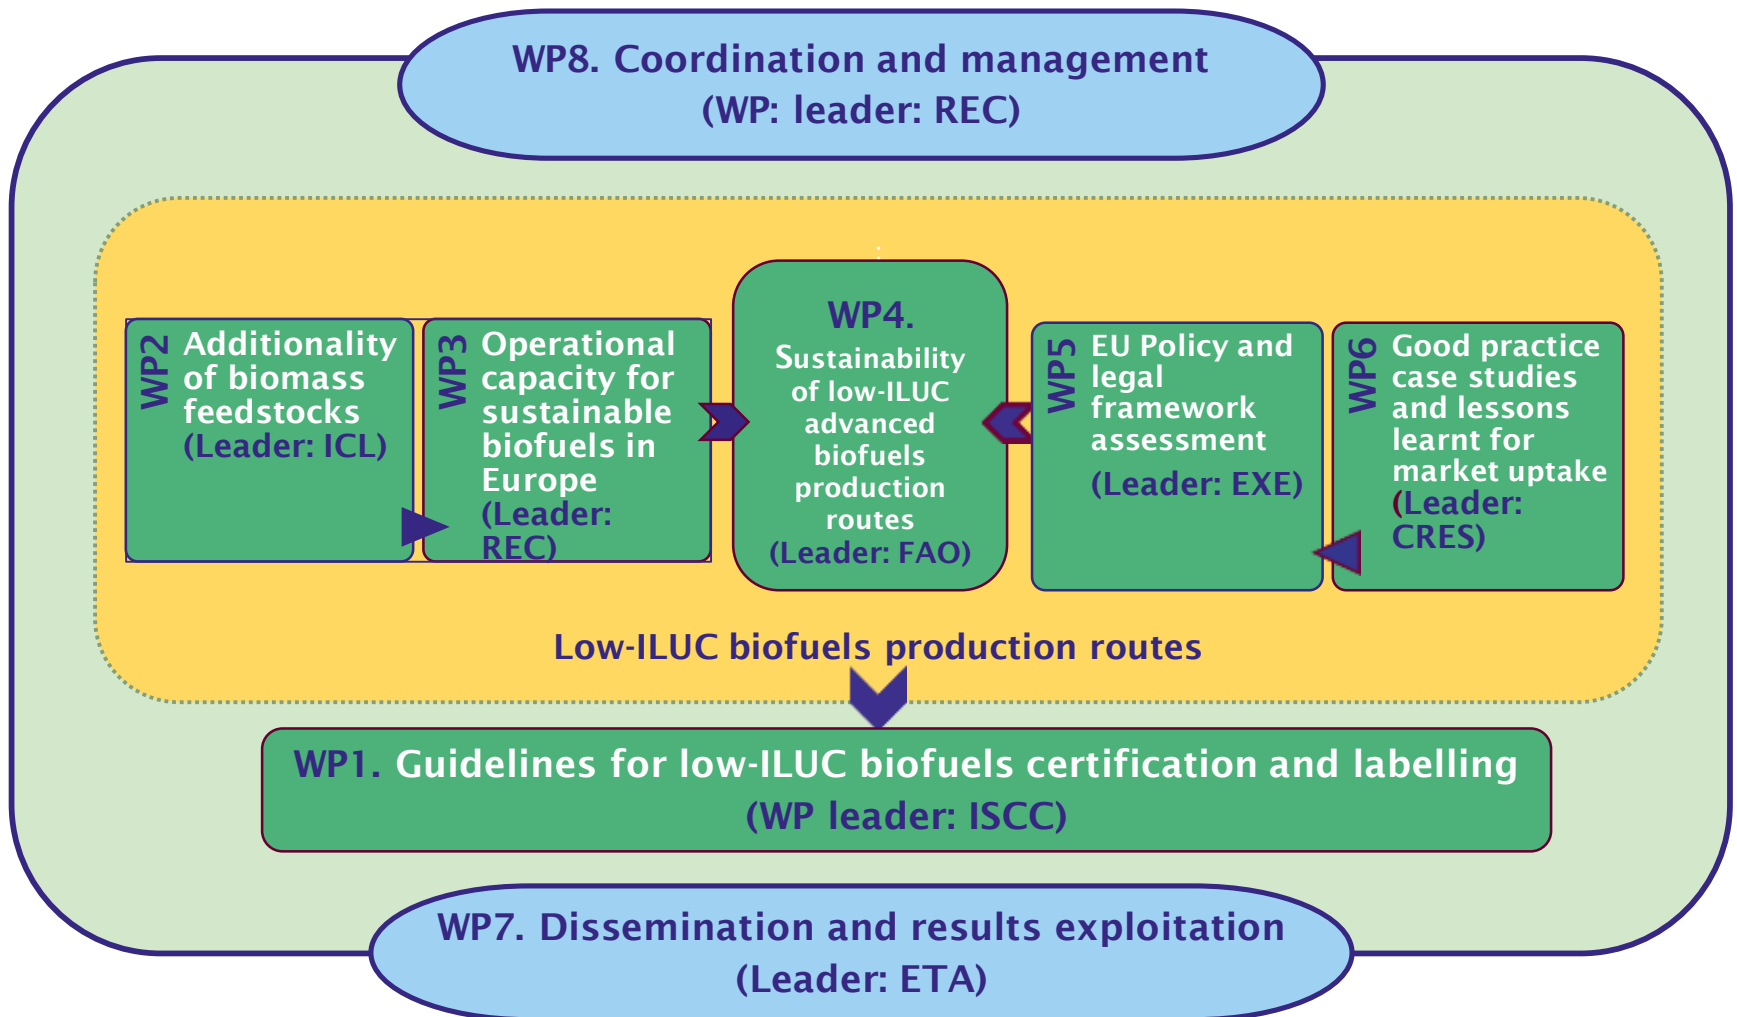 WP8. Coordination and management
(WP: leader: REC)
WP2
Additionality
of biomass
feedstocks
(Leader: ICL)
WP3
Operational
capacity for
sustainable
biofuels in
Europe
(Leader:
REC)
WP4.
Sustainability
of low-ILUC
advanced
biofuels
production
routes
(Leader: FAO)
WP5
EU Policy and
legal
framework
assessment
(Leader: EXE)
WP6
Good practice
case studies
and lessons
learnt for
market uptake
(Leader:
CRES)
Low-ILUC biofuels production routes
WP1. Guidelines for low-ILUC biofuels certification and labelling
(WP leader: ISCC)
WP7. Dissemination and results exploitation
(Leader: ETA)